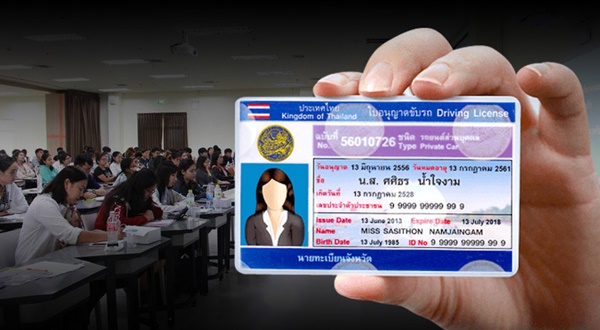 ประเทศไทย ใบอนุญาตขับรถ Driving License
Kingdom of Thailand
ฉบับที่ 56010726 ชนิด รถยนต์ส่วนบุคคล
No. Type Private Car
วันอนุญาต 13 มิถุนายน 2556 วันหมดอายุ 13 กรกฎาคม 2561
ชื่อ น.ส. ศศิธร น้ำใจงาม
เกิดวันที่ 13 กรกฎาคม 2528
เลขประจำตัวประชาชน 9 9999 99999 99 9
Issue Date 13 June 2013 Expire Date 13 July 2018
Name MISS SASITHON NAMJAINGAM
Birth Date 13 July 1985 ID No 9 9999 99999 99 9
นายทะเบียนจังหวัด